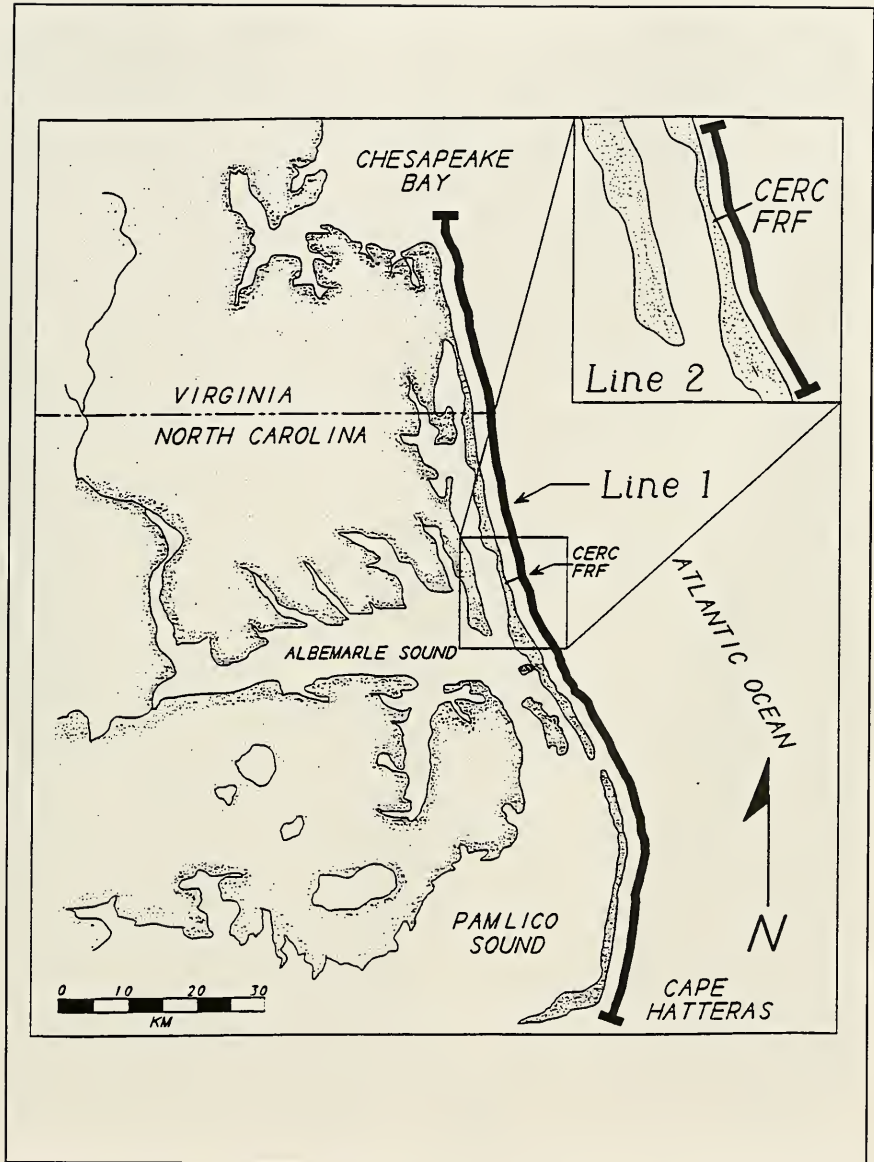 CHESAPEAKE
BAY
CERC
FRF
Line 2
VIRGINIA
NORTH CAROLINA
Line 1
CERC
FRF
ATLANTIC OCEAN
ALBEMARLE SOUND
PAMLICO
SOUND
N
0 10 20 30
KM
CAPE
HATTERAS